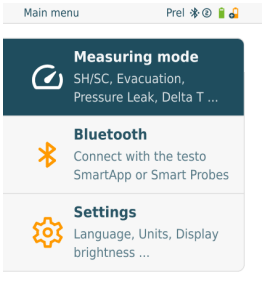 Main menu Prel 2
Measuring mode
SH/SC, Evacuation,
Pressure Leak, Delta T ...
Bluetooth
Connect with the testo
SmartApp or Smart Probes
Settings
Language, Units, Display
brightness ...